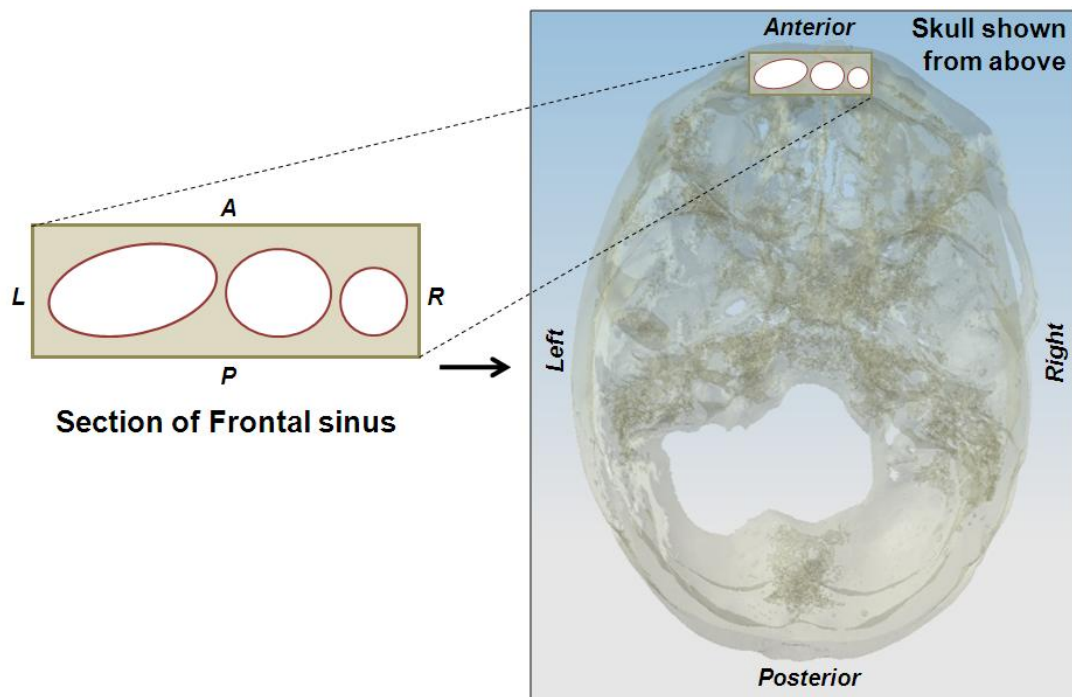 Anterior
Skull shown
from above
A
L
R
P
Section of Frontal sinus
Left
Right
Posterior